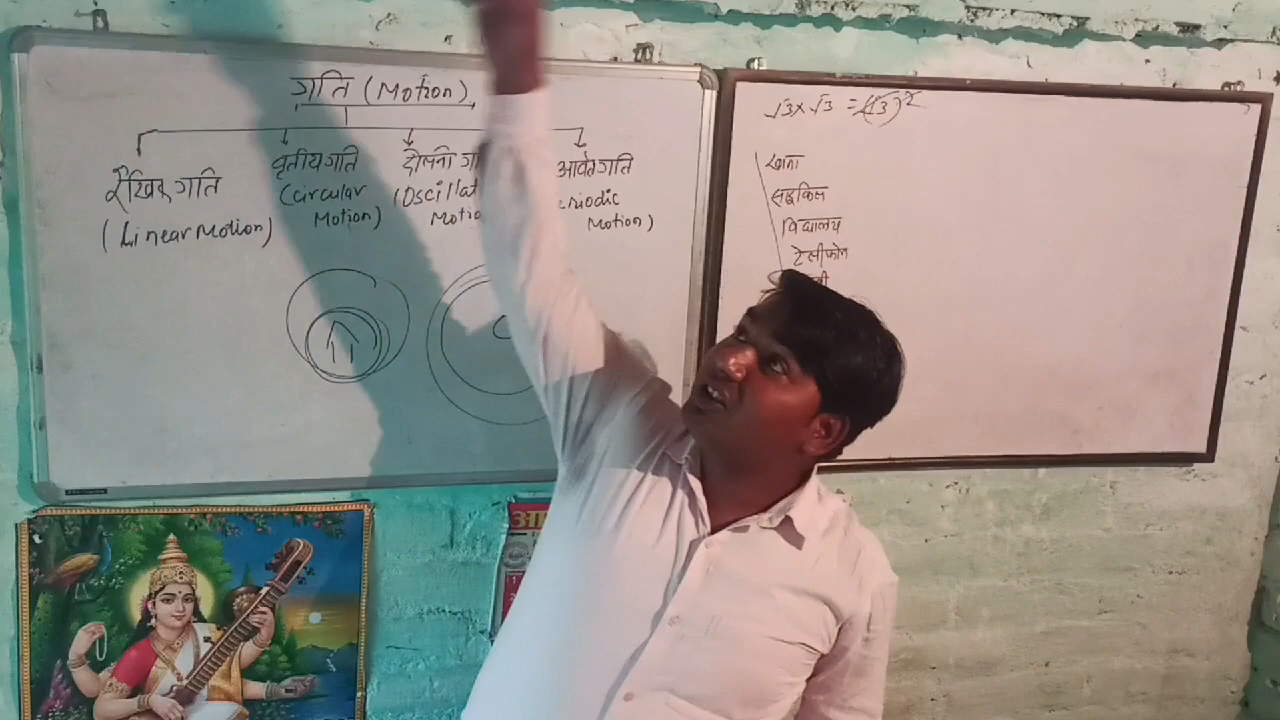 गति (Motion)
रैखिक गति
(Linear Motion)
वृतीय गति
(Circular
Motion)
दोलनी
(Oscillat
Motio
आवर्त गति
eriodic
Motion)
√3 × √3 = (√3)²
खाना
साइकिल
विद्यालय
टेलीफोन